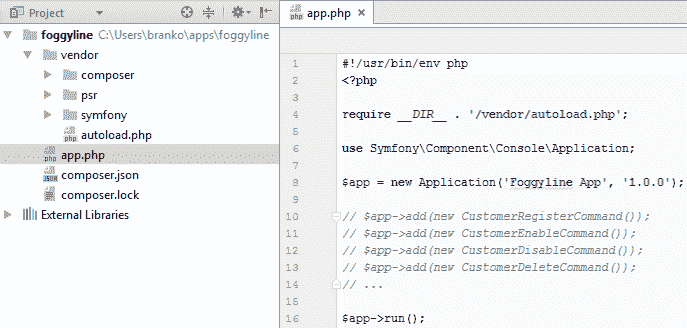 Project
foggyline C:\Users\branko\apps\foggyline
vendor
composer
psr
symfony
autoload.php
app.php
composer.json
composer.lock
External Libraries
app.php
1 #!/usr/bin/env php
2 <?php
3
4 require __DIR__ . '/vendor/autoload.php';
5
6 use Symfony\Component\Console\Application;
7
8 $app = new Application('Foggyline App', '1.0.0');
9
10 // $app->add(new CustomerRegisterCommand());
11 // $app->add(new CustomerEnableCommand());
12 // $app->add(new CustomerDisableCommand());
13 // $app->add(new CustomerDeleteCommand());
14 // ...
15
16 $app->run();